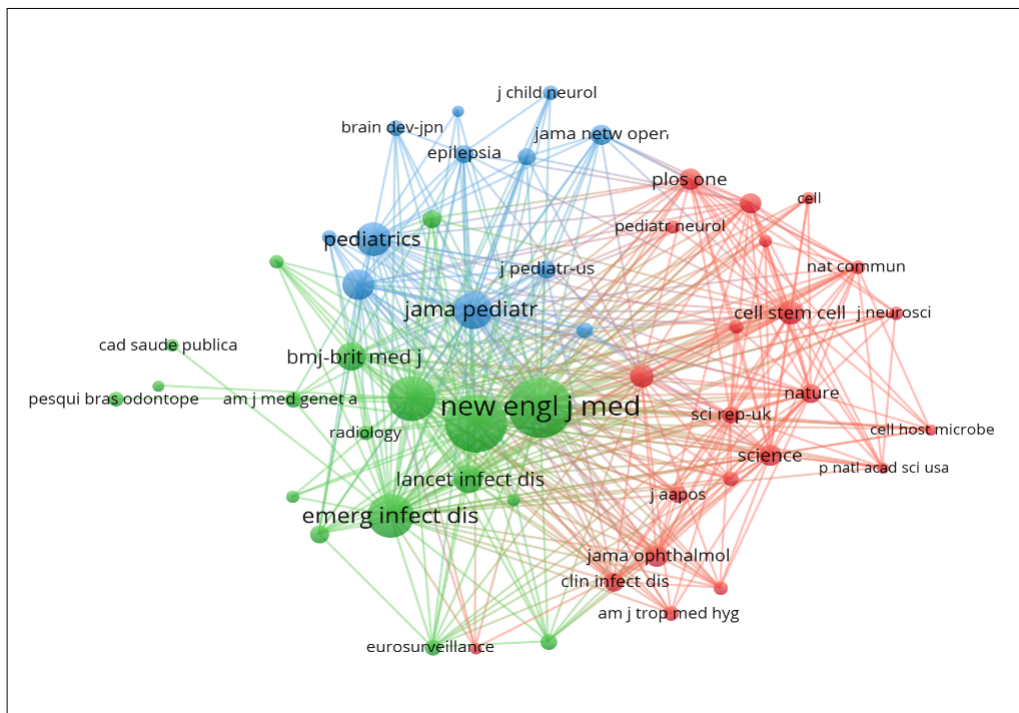 j child neurol
brain dev-jpn
jama netw open
epilepsia
plos one
cell
pediatr neurol
pediatrics
j pediatr-us
nat commun
jama pediatr
cell stem cell
j neurosci
cad saude publica
bmj-brit med j
pesqui bras odontope
am j med genet a
new engl j med
nature
sci rep-uk
radiology
cell host microbe
science
p natl acad sci usa
lancet infect dis
j aapos
emerg infect dis
jama ophthalmol
clin infect dis
am j trop med hyg
eurosurveillance